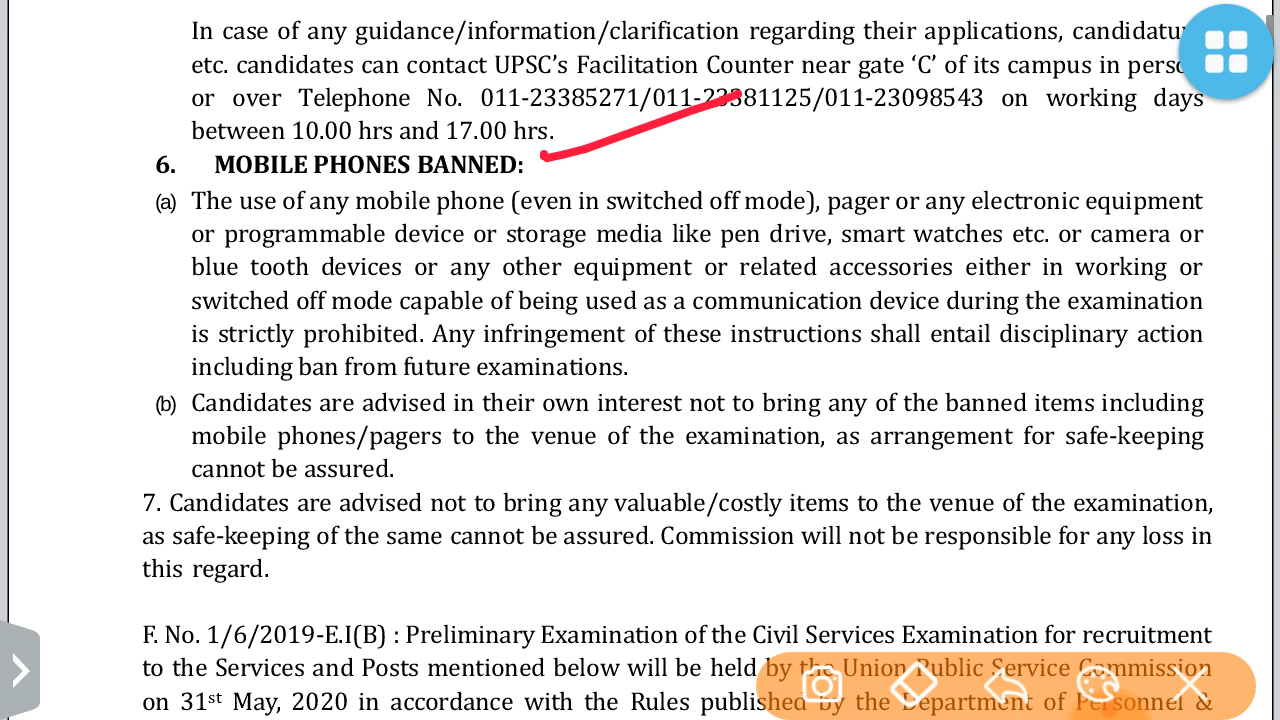 In case of any guidance/information/clarification regarding their applications, candidatu
etc. candidates can contact UPSC’s Facilitation Counter near gate ‘C’ of its campus in perso
or over Telephone No. 011-23385271/011-23381125/011-23098543 on working days
between 10.00 hrs and 17.00 hrs.
6. MOBILE PHONES BANNED:
(a) The use of any mobile phone (even in switched off mode), pager or any electronic equipment
or programmable device or storage media like pen drive, smart watches etc. or camera or
blue tooth devices or any other equipment or related accessories either in working or
switched off mode capable of being used as a communication device during the examination
is strictly prohibited. Any infringement of these instructions shall entail disciplinary action
including ban from future examinations.
(b) Candidates are advised in their own interest not to bring any of the banned items including
mobile phones/pagers to the venue of the examination, as arrangement for safe-keeping
cannot be assured.
7. Candidates are advised not to bring any valuable/costly items to the venue of the examination,
as safe-keeping of the same cannot be assured. Commission will not be responsible for any loss in
this regard.
F. No. 1/6/2019-E.I(B) : Preliminary Examination of the Civil Services Examination for recruitment
to the Services and Posts mentioned below will be held by the Union Public Service Commission
on 31st May, 2020 in accordance with the Rules published by the Department of Personnel &